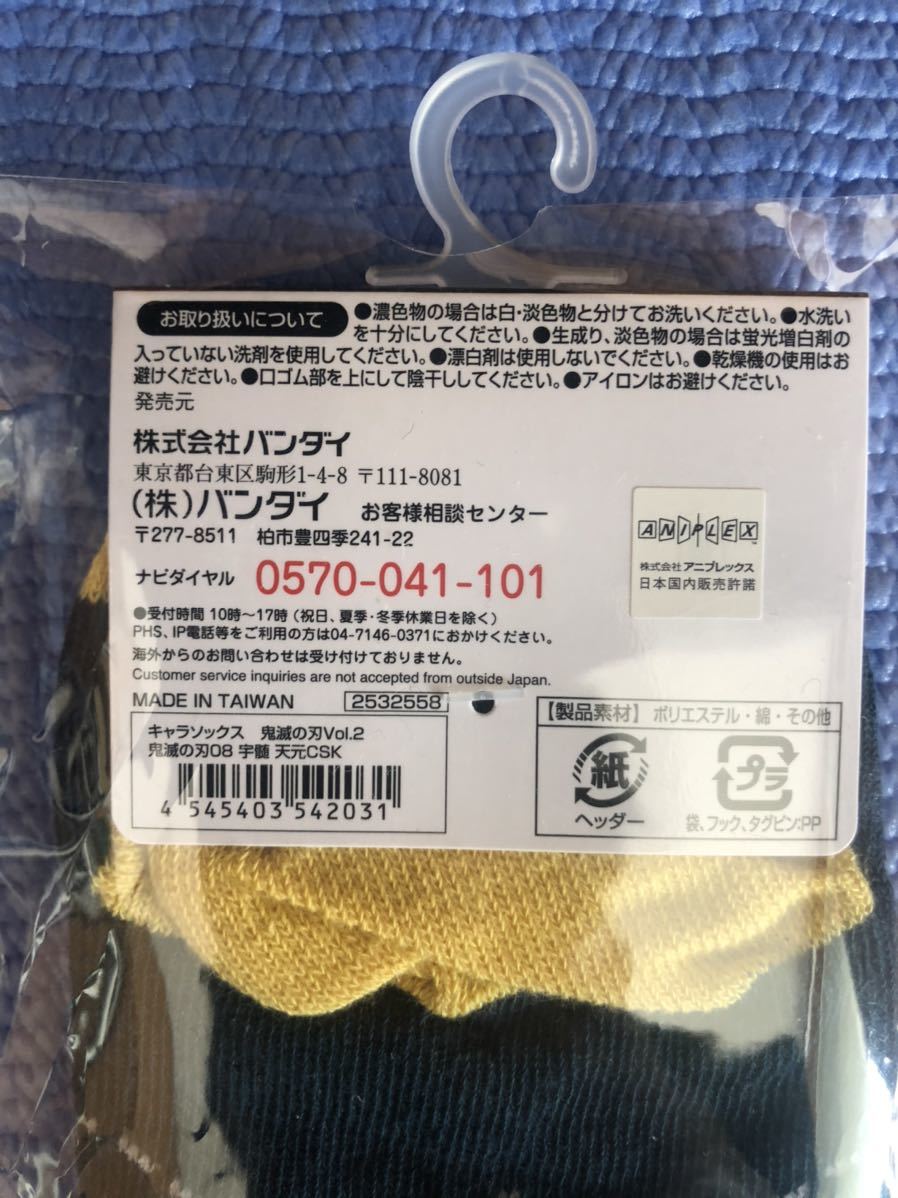 お取り扱いについて ●濃色物の場合は白・淡色物と分けてお洗いください。●水洗い
を十分にしてください。●生成り、淡色物の場合は蛍光増白剤の
入っていない洗剤を使用してください。●漂白剤は使用しないでください。●乾燥機の使用はお
避けください。●口ゴム部を上にして陰干ししてください。●アイロンはお避けください。
発売元
株式会社バンダイ
東京都台東区駒形1-4-8 〒111-8081
(株)バンダイ お客様相談センター
〒277-8511 柏市豊四季241-22
ナビダイヤル 0570-041-101
●受付時間 10時〜17時(祝日、夏季・冬季休業日を除く)
PHS、IP電話等をご利用の方は04-7146-0371におかけください。
海外からのお問い合わせは受け付けておりません。
Customer service inquiries are not accepted from outside Japan.
ANIPLEX™
株式会社 アニプレックス
日本国内販売許諾
MADE IN TAIWAN 2532558
キャラソックス 鬼滅の刃Vol.2
鬼滅の刃08 宇髄 天元CSK
4 545403 542031
【製品素材】 ポリエステル・綿・その他
紙
ヘッダー
プラ
袋、フック、タグピン:PP